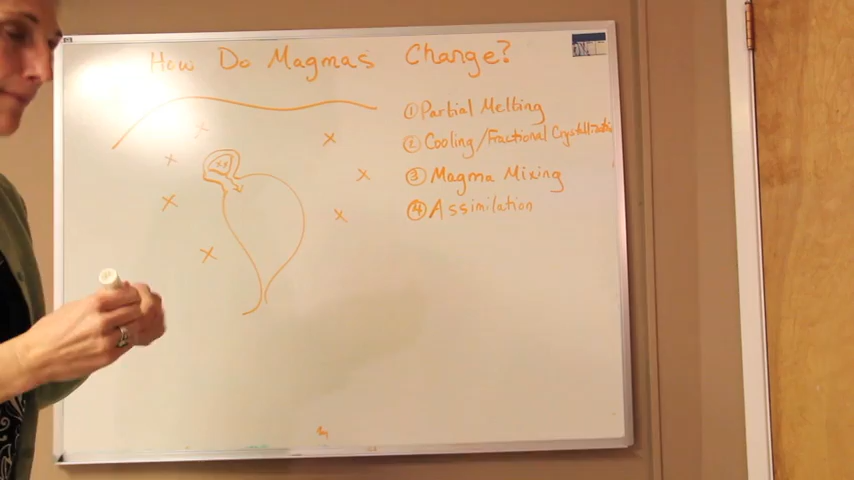 How Do Magmas Change?
① Partial Melting
② Cooling/Fractional Crystallization
③ Magma Mixing
④ Assimilation